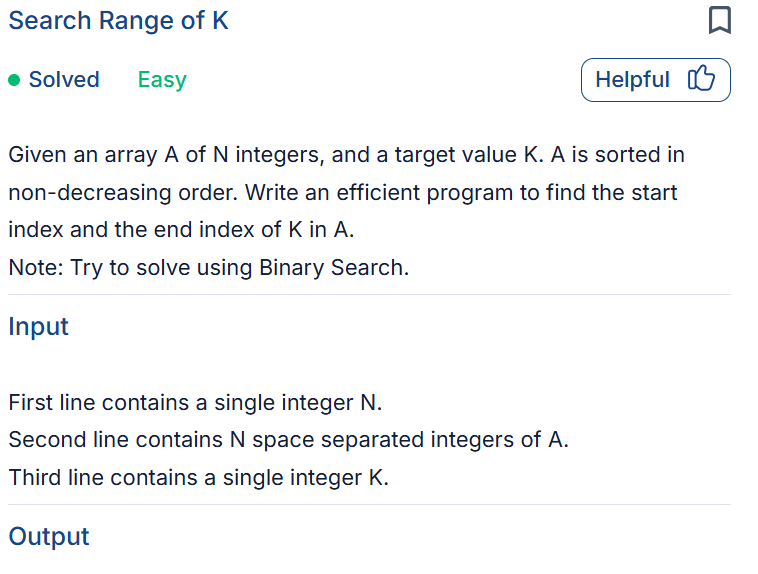 Search Range of K
Solved Easy Helpful
Given an array A of N integers, and a target value K. A is sorted in
non-decreasing order. Write an efficient program to find the start
index and the end index of K in A.
Note: Try to solve using Binary Search.
Input
First line contains a single integer N.
Second line contains N space separated integers of A.
Third line contains a single integer K.
Output